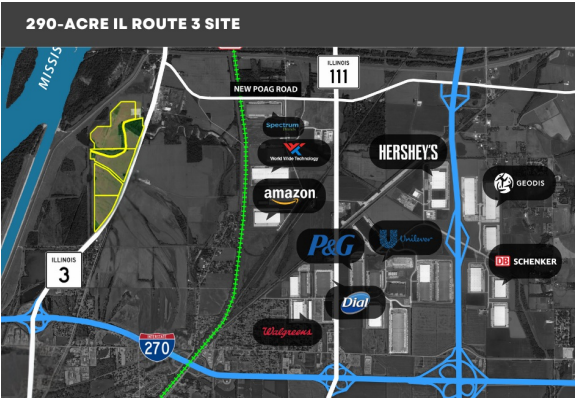 290-ACRE IL ROUTE 3 SITE
MISSIS
ILLINOIS
111
NEW POAG ROAD
Spectrum
World Wide Technology
HERSHEY'S
GEODIS
amazon
P&G
Unilever
DB SCHENKER
ILLINOIS
3
Dial
Walgreens
INTERSTATE
270